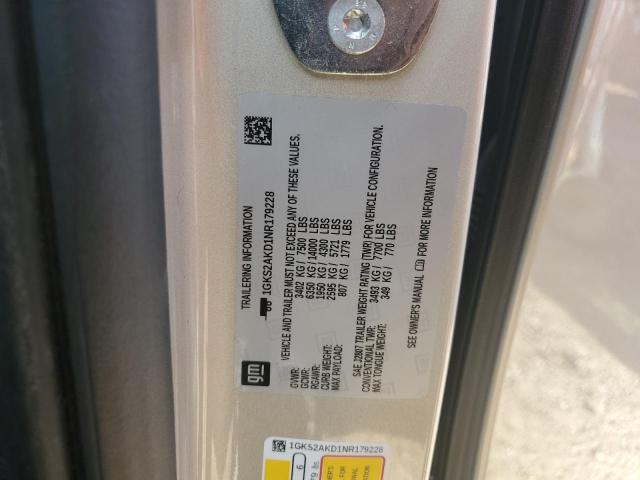 TRAILERING INFORMATION
1GKS2AKD1NR179228
VEHICLE AND TRAILER MUST NOT EXCEED ANY OF THESE VALUES.
GVWR: 3402 KG/ 7500 LBS
GCWR: 6350 KG/ 14000 LBS
RGAWR: 1950 KG/ 4300 LBS
CURB WEIGHT: 2595 KG/ 5721 LBS
MAX PAYLOAD: 807 KG/ 1779 LBS
SAE J2807 TRAILER WEIGHT RATING (TWR) FOR VEHICLE CONFIGURATION.
CONVENTIONAL TWR: 3493 KG/ 7700 LBS
MAX TONGUE WEIGHT: 349 KG/ 770 LBS
SEE OWNER'S MANUAL FOR MORE INFORMATION
gm
1GKS2AKD1NR179228
6